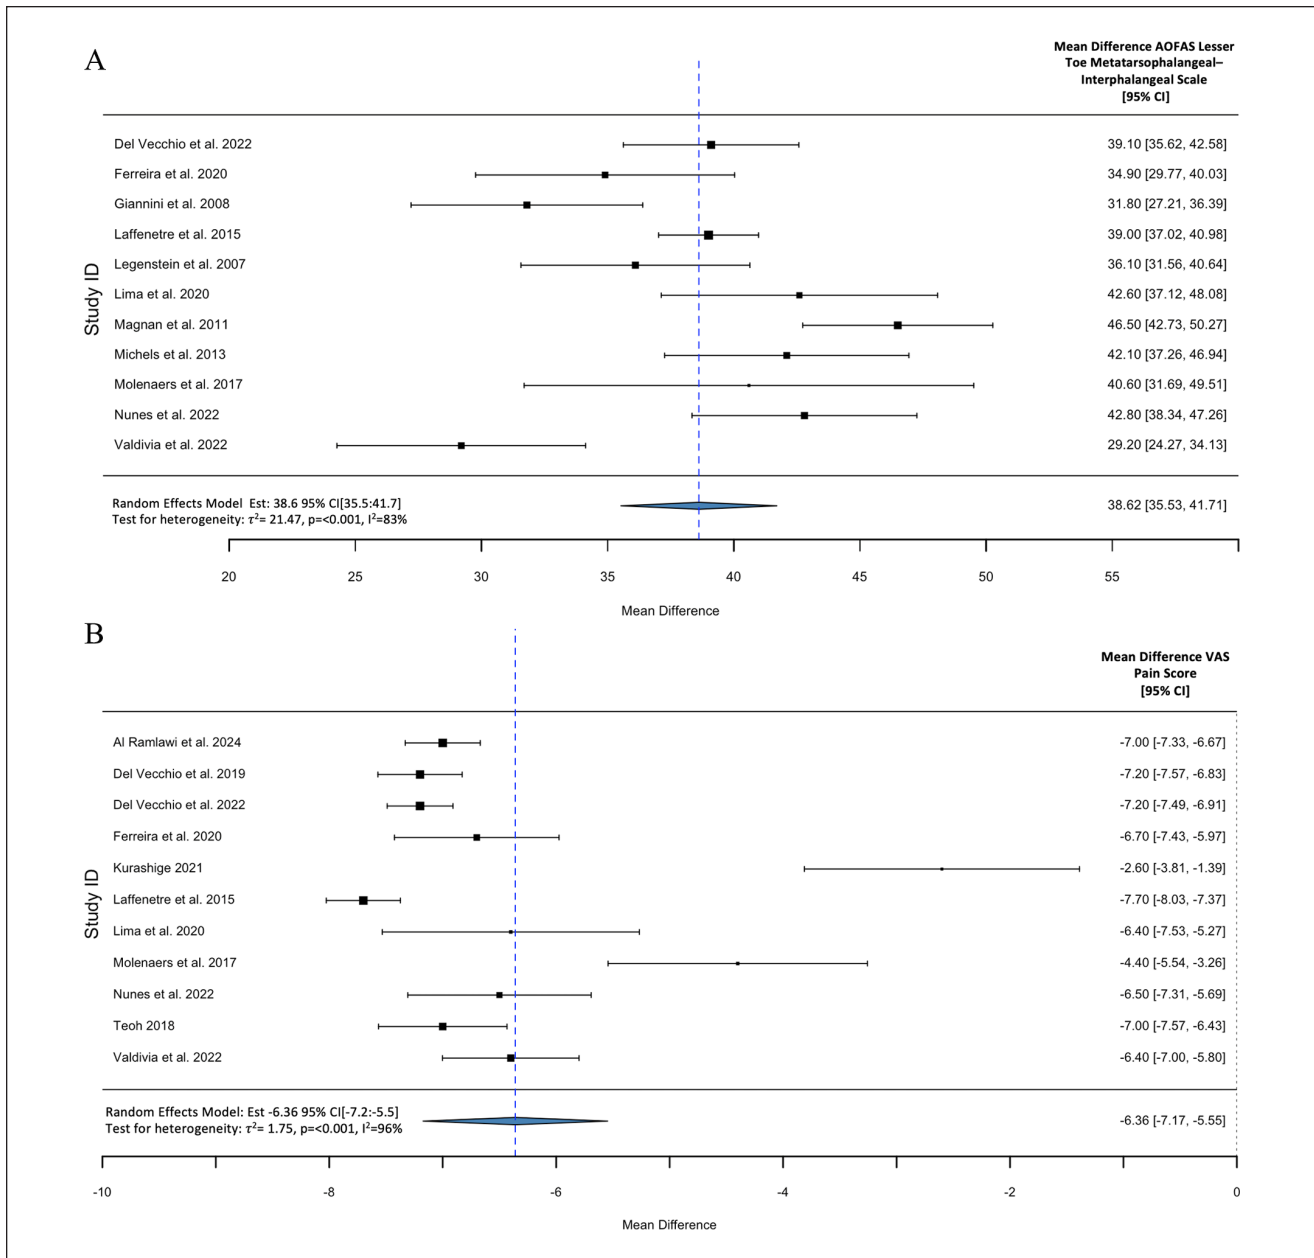 A
Mean Difference AOFAS Lesser
Toe Metatarsophalangeal–
Interphalangeal Scale
[95% CI]
Study ID
Del Vecchio et al. 2022 39.10 [35.62, 42.58]
Ferreira et al. 2020 34.90 [29.77, 40.03]
Giannini et al. 2008 31.80 [27.21, 36.39]
Laffenetre et al. 2015 39.00 [37.02, 40.98]
Legenstein et al. 2007 36.10 [31.56, 40.64]
Lima et al. 2020 42.60 [37.12, 48.08]
Magnan et al. 2011 46.50 [42.73, 50.27]
Michels et al. 2013 42.10 [37.26, 46.94]
Molenaers et al. 2017 40.60 [31.69, 49.51]
Nunes et al. 2022 42.80 [38.34, 47.26]
Valdivia et al. 2022 29.20 [24.27, 34.13]
Random Effects Model Est: 38.6 95% CI[35.5:41.7] 38.62 [35.53, 41.71]
Test for heterogeneity: τ²= 21.47, p=<0.001, I²=83%
20 25 30 35 40 45 50 55
Mean Difference
B
Mean Difference VAS
Pain Score
[95% CI]
Study ID
Al Ramlawi et al. 2024 -7.00 [-7.33, -6.67]
Del Vecchio et al. 2019 -7.20 [-7.57, -6.83]
Del Vecchio et al. 2022 -7.20 [-7.49, -6.91]
Ferreira et al. 2020 -6.70 [-7.43, -5.97]
Kurashige 2021 -2.60 [-3.81, -1.39]
Laffenetre et al. 2015 -7.70 [-8.03, -7.37]
Lima et al. 2020 -6.40 [-7.53, -5.27]
Molenaers et al. 2017 -4.40 [-5.54, -3.26]
Nunes et al. 2022 -6.50 [-7.31, -5.69]
Teoh 2018 -7.00 [-7.57, -6.43]
Valdivia et al. 2022 -6.40 [-7.00, -5.80]
Random Effects Model: Est -6.36 95% CI[-7.2:-5.5] -6.36 [-7.17, -5.55]
Test for heterogeneity: τ²= 1.75, p=<0.001, I²=96%
-10 -8 -6 -4 -2 0
Mean Difference